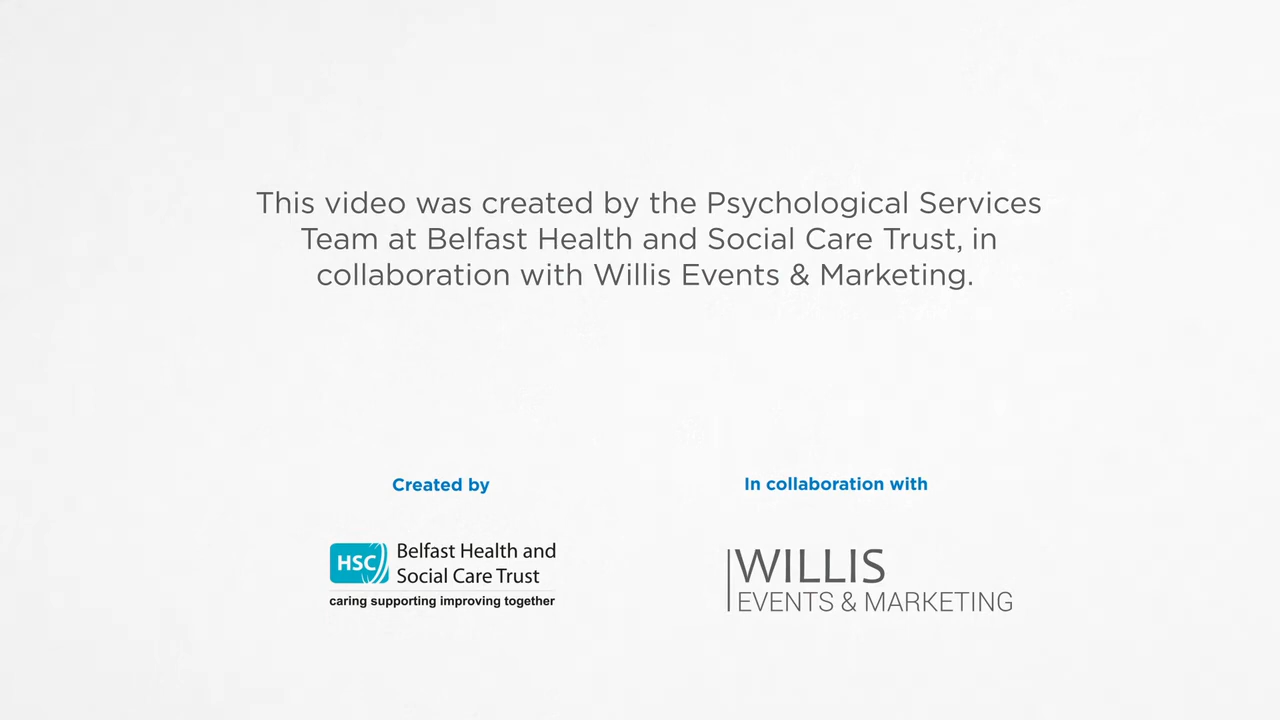 This video was created by the Psychological Services
Team at Belfast Health and Social Care Trust, in
collaboration with Willis Events & Marketing.
Created by
In collaboration with
HSC
Belfast Health and
Social Care Trust
caring supporting improving together
WILLIS
EVENTS & MARKETING